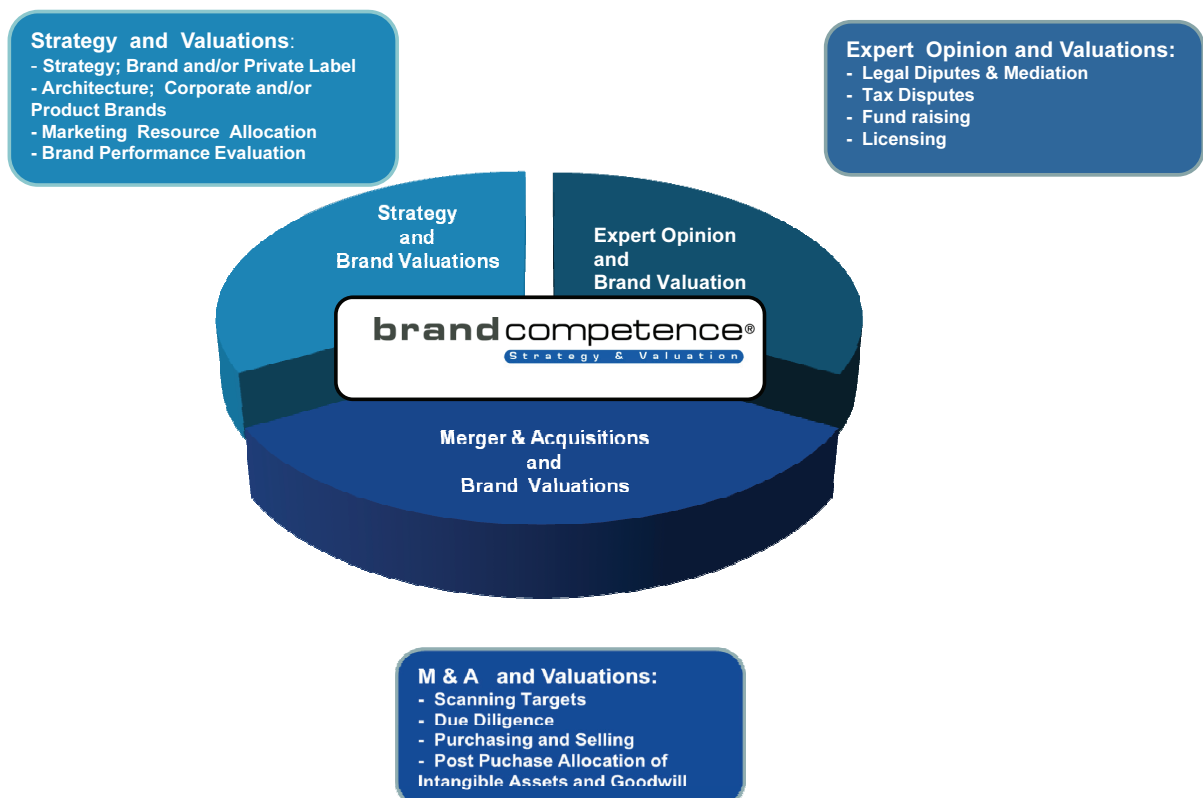 Strategy and Valuations:
- Strategy; Brand and/or Private Label
- Architecture; Corporate and/or
Product Brands
- Marketing Resource Allocation
- Brand Performance Evaluation
Expert Opinion and Valuations:
- Legal Diputes & Mediation
- Tax Disputes
- Fund raising
- Licensing
Strategy
and
Brand Valuations
Expert Opinion
and
Brand Valuation
brandcompetence®
Strategy & Valuation
Merger & Acquisitions
and
Brand Valuations
M & A and Valuations:
- Scanning Targets
- Due Diligence
- Purchasing and Selling
- Post Puchase Allocation of
Intangible Assets and Goodwill